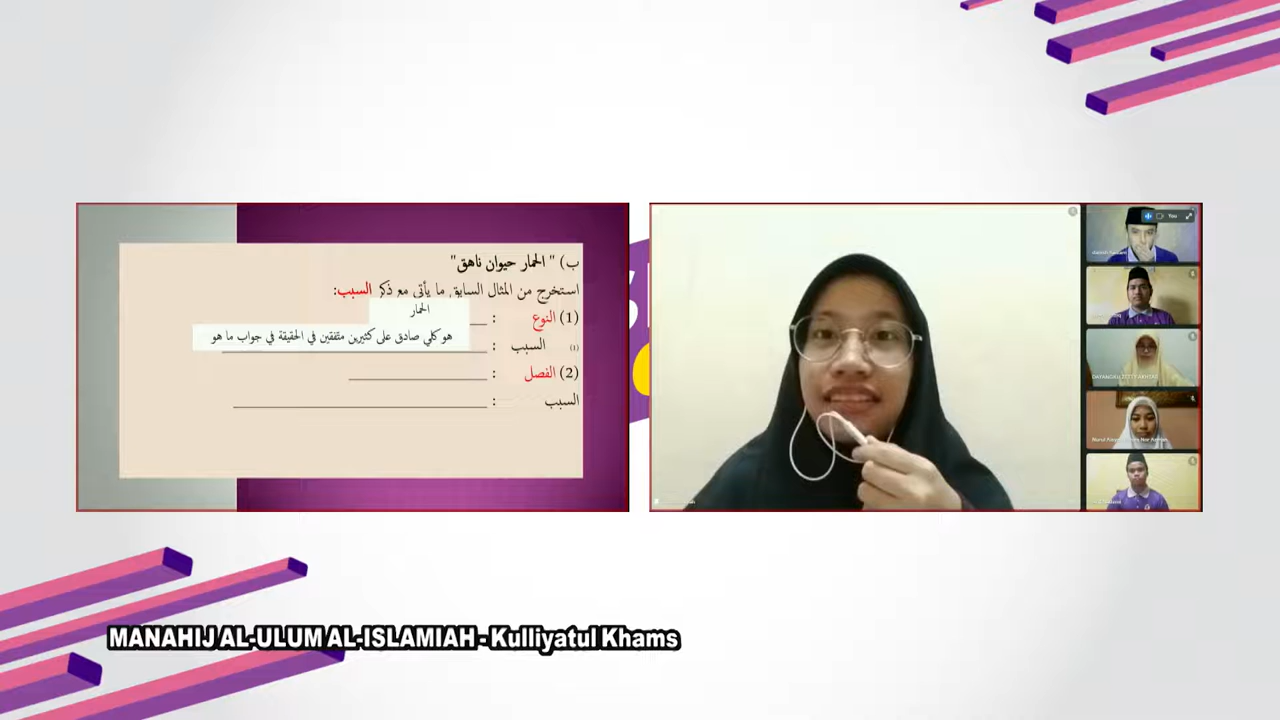 ب) " الحمار حيوان ناهق"
استخرج من المثال السابق ما يأتي مع ذكر السبب:
الحمار
(1) النوع :
هو كلي صادق على كثيرين متفقين في الحقيقة في جواب ما هو
(1) السبب :
(2) الفصل :
السبب :
You
MANAHIJ AL-ULUM AL-ISLAMIAH - Kulliyatul Khams